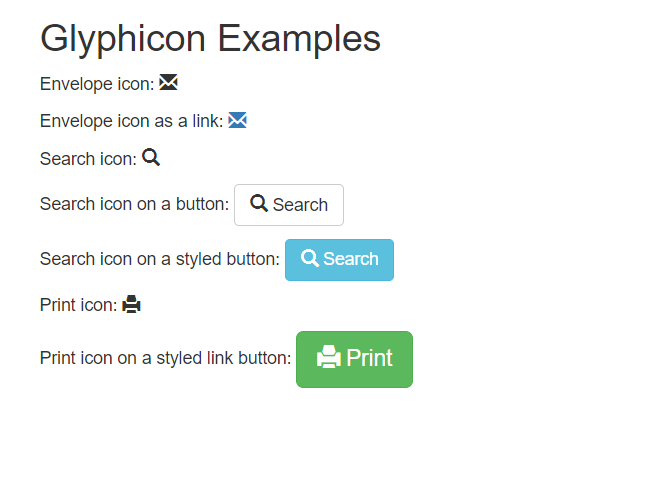 Glyphicon Examples
Envelope icon:
Envelope icon as a link:
Search icon:
Search icon on a button: Search
Search icon on a styled button: Search
Print icon:
Print icon on a styled link button: Print